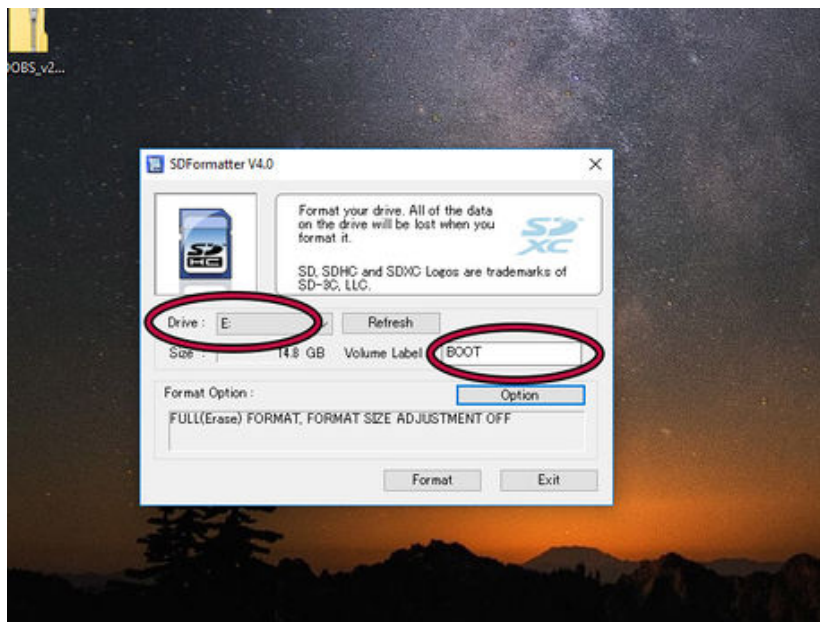 OOBS_v2...
SDFormatter V4.0
Format your drive. All of the data
on the drive will be lost when you
format it.
SD, SDHC and SDXC Logos are trademarks of
SD-3C, LLC.
SD
HC
SD
XC
Drive : E: Refresh
Size : 14.8 GB Volume Label BOOT
Format Option :
Option
FULL(Erase) FORMAT, FORMAT SIZE ADJUSTMENT OFF
Format Exit